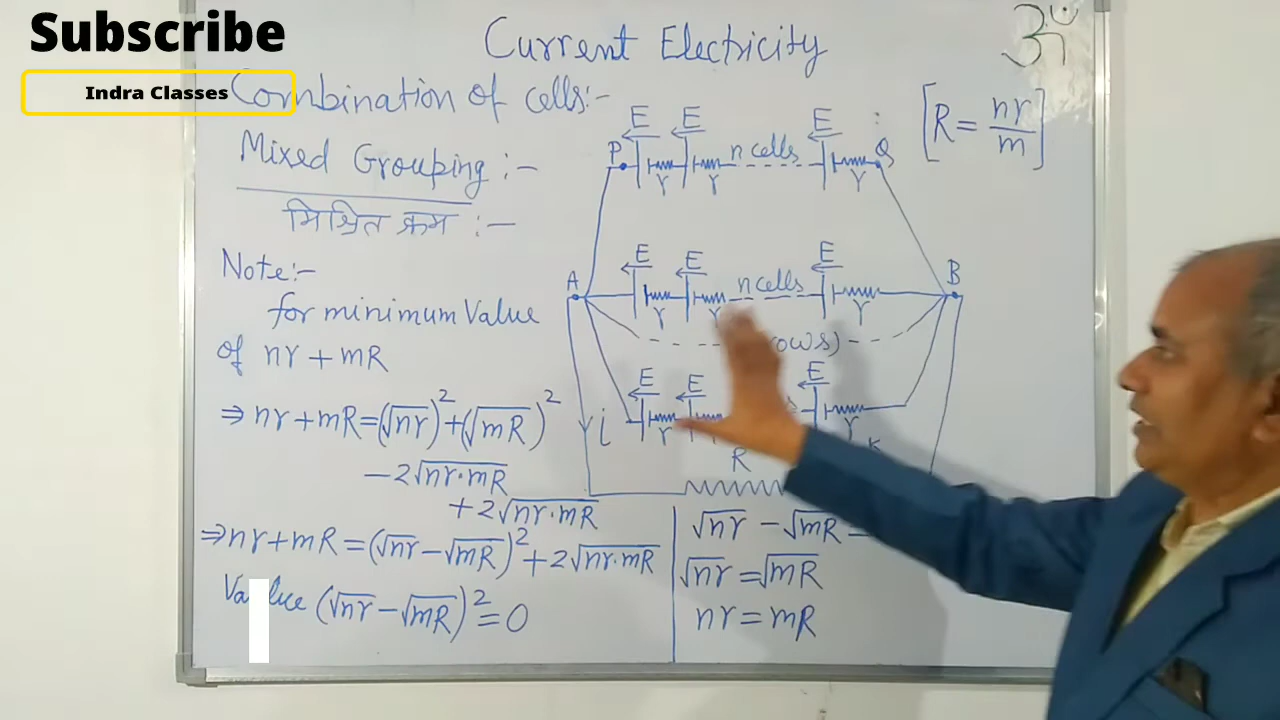 Subscribe
Indra Classes
Current Electricity
ॐ
Combination of cells:-
Mixed Grouping :-
मिश्रित क्रम :-
Note:-
for minimum Value
of nr + mR
⇒ nr + mR = (√nr)² + (√mR)²
- 2√nr·mR
+ 2√nr·mR
⇒ nr + mR = (√nr - √mR)² + 2√nr·mR
Value (√nr - √mR)² = 0
[R = nr/m]
E E E
P n cells Q
r r r
E E E
A n cells B
r r r
rows)
E E E
r r r
i
R K
√nr - √mR =
√nr = √mR
nr = mR